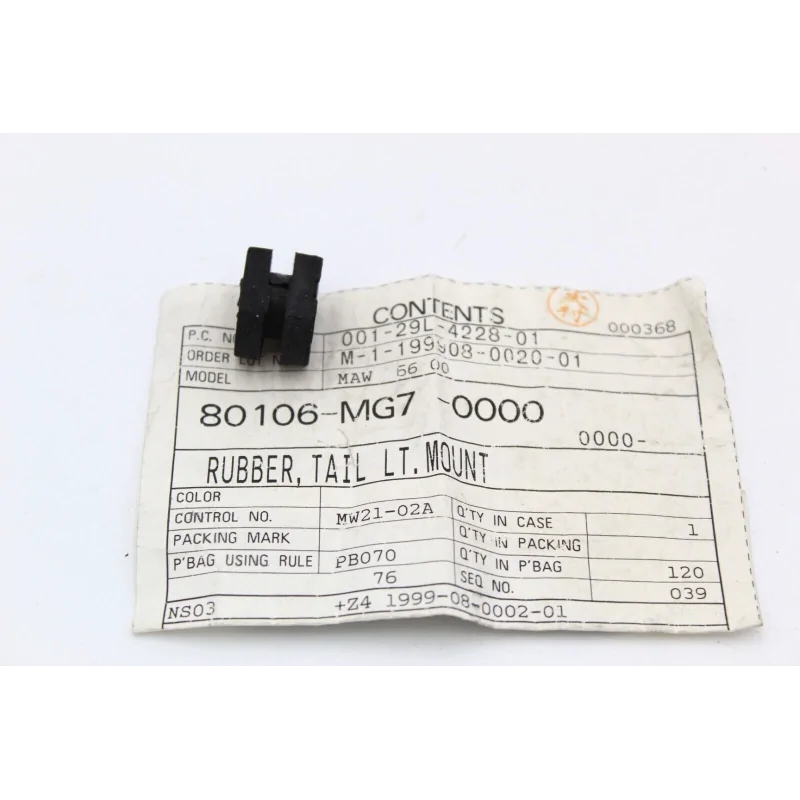 CONTENTS
000368
P.C. NO. 001-29L-4228-01
ORDER LOT M-1-199908-0020-01
MODEL MAW 66 00
80106-MG7 -0000
0000-
RUBBER, TAIL LT. MOUNT
COLOR
CONTROL NO. MW21-02A Q'TY IN CASE 1
PACKING MARK Q'TY IN PACKING
P'BAG USING RULE PB070 Q'TY IN P'BAG 120
76 SEQ NO. 039
NS03 +Z4 1999-08-0002-01